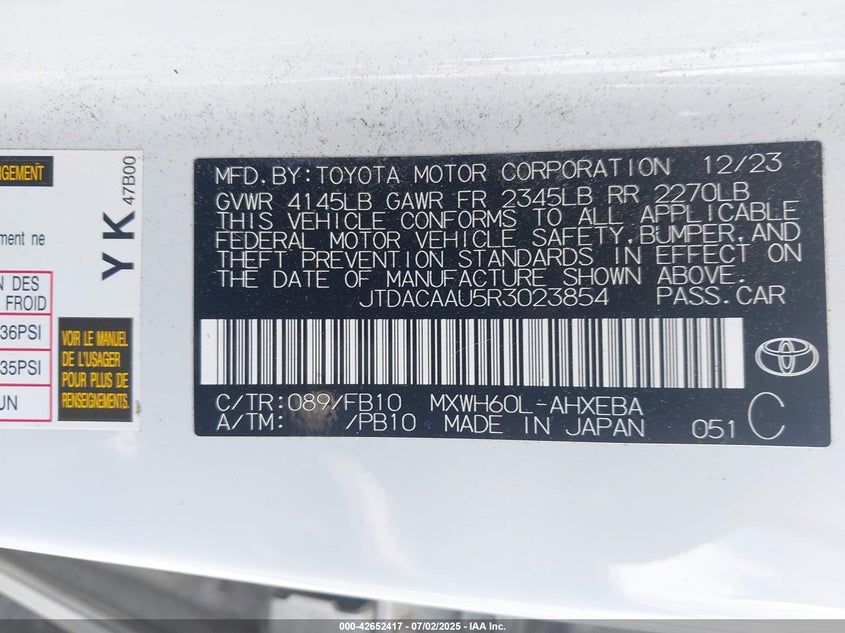 RGEMENT
ment ne
N DES
FROID
36PSI
35PSI
UN
YK
47B00
VOIR LE MANUEL
DE L'USAGER
POUR PLUS DE
RENSEIGNEMENTS.
MFD.BY:TOYOTA MOTOR CORPORATION 12/23
GVWR 4145LB GAWR FR 2345LB RR 2270LB
THIS VEHICLE CONFORMS TO ALL APPLICABLE
FEDERAL MOTOR VEHICLE SAFETY,BUMPER,AND
THEFT PREVENTION STANDARDS IN EFFECT ON
THE DATE OF MANUFACTURE SHOWN ABOVE.
JTDACAAU5R3023854 PASS.CAR
C/TR:089/FB10 MXWH60L-AHXEBA
A/TM: /PB10 MADE IN JAPAN 051 C
000-42652417 - 07/02/2025 - IAA Inc.